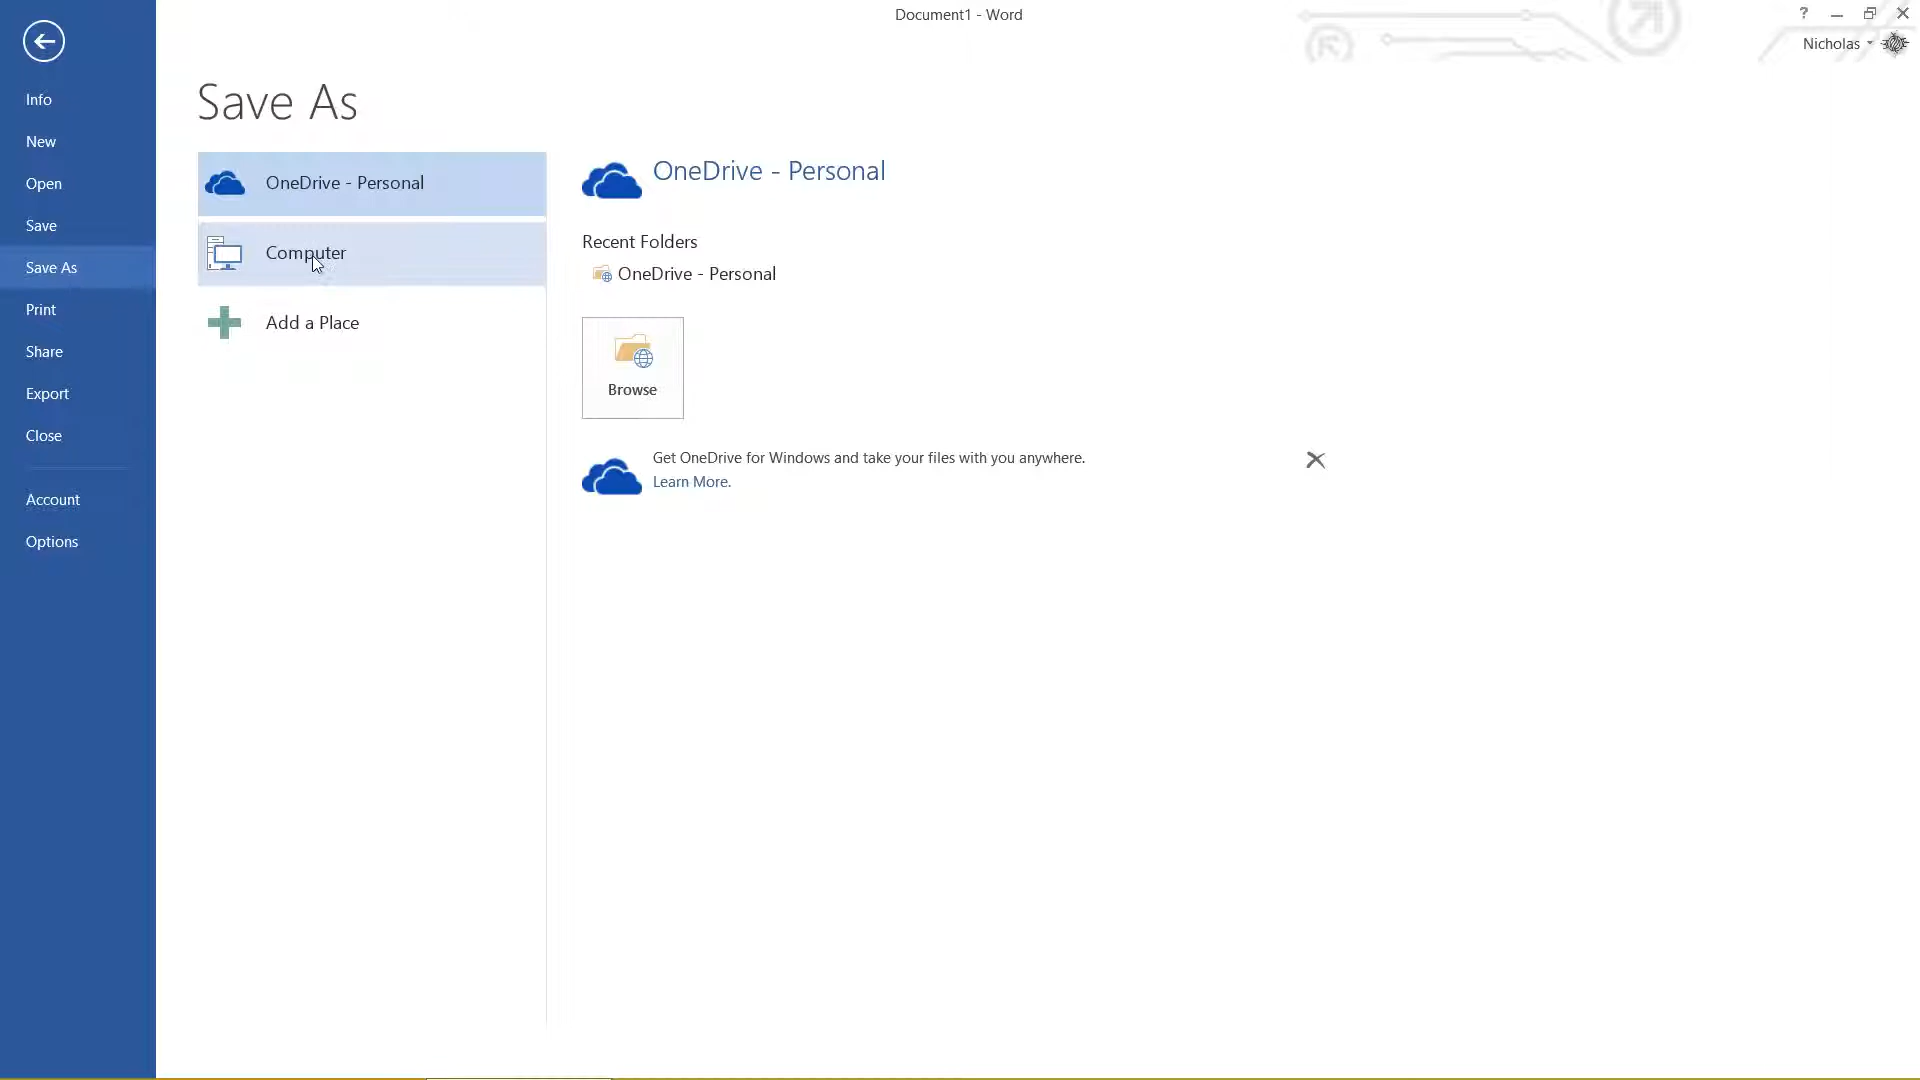 Document1 - Word
?
Nicholas
Info
New
Open
Save
Save As
Print
Share
Export
Close
Account
Options
Save As
OneDrive - Personal
Computer
Add a Place
OneDrive - Personal
Recent Folders
OneDrive - Personal
Browse
Get OneDrive for Windows and take your files with you anywhere.
Learn More.